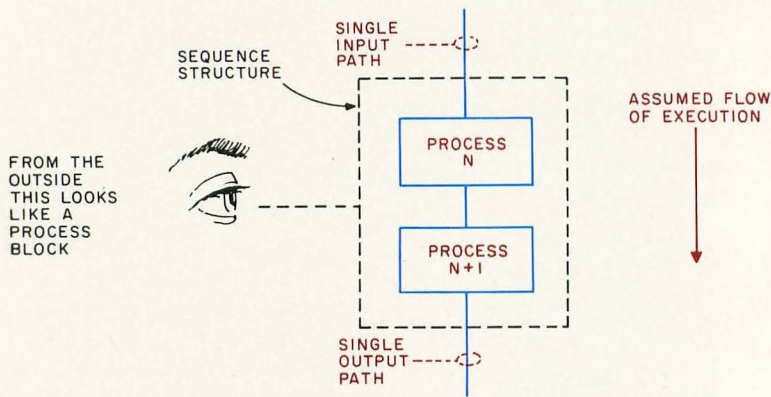 SINGLE
INPUT
PATH
SEQUENCE
STRUCTURE
ASSUMED FLOW
OF EXECUTION
PROCESS
N
FROM THE
OUTSIDE
THIS LOOKS
LIKE A
PROCESS
BLOCK
PROCESS
N+1
SINGLE
OUTPUT
PATH